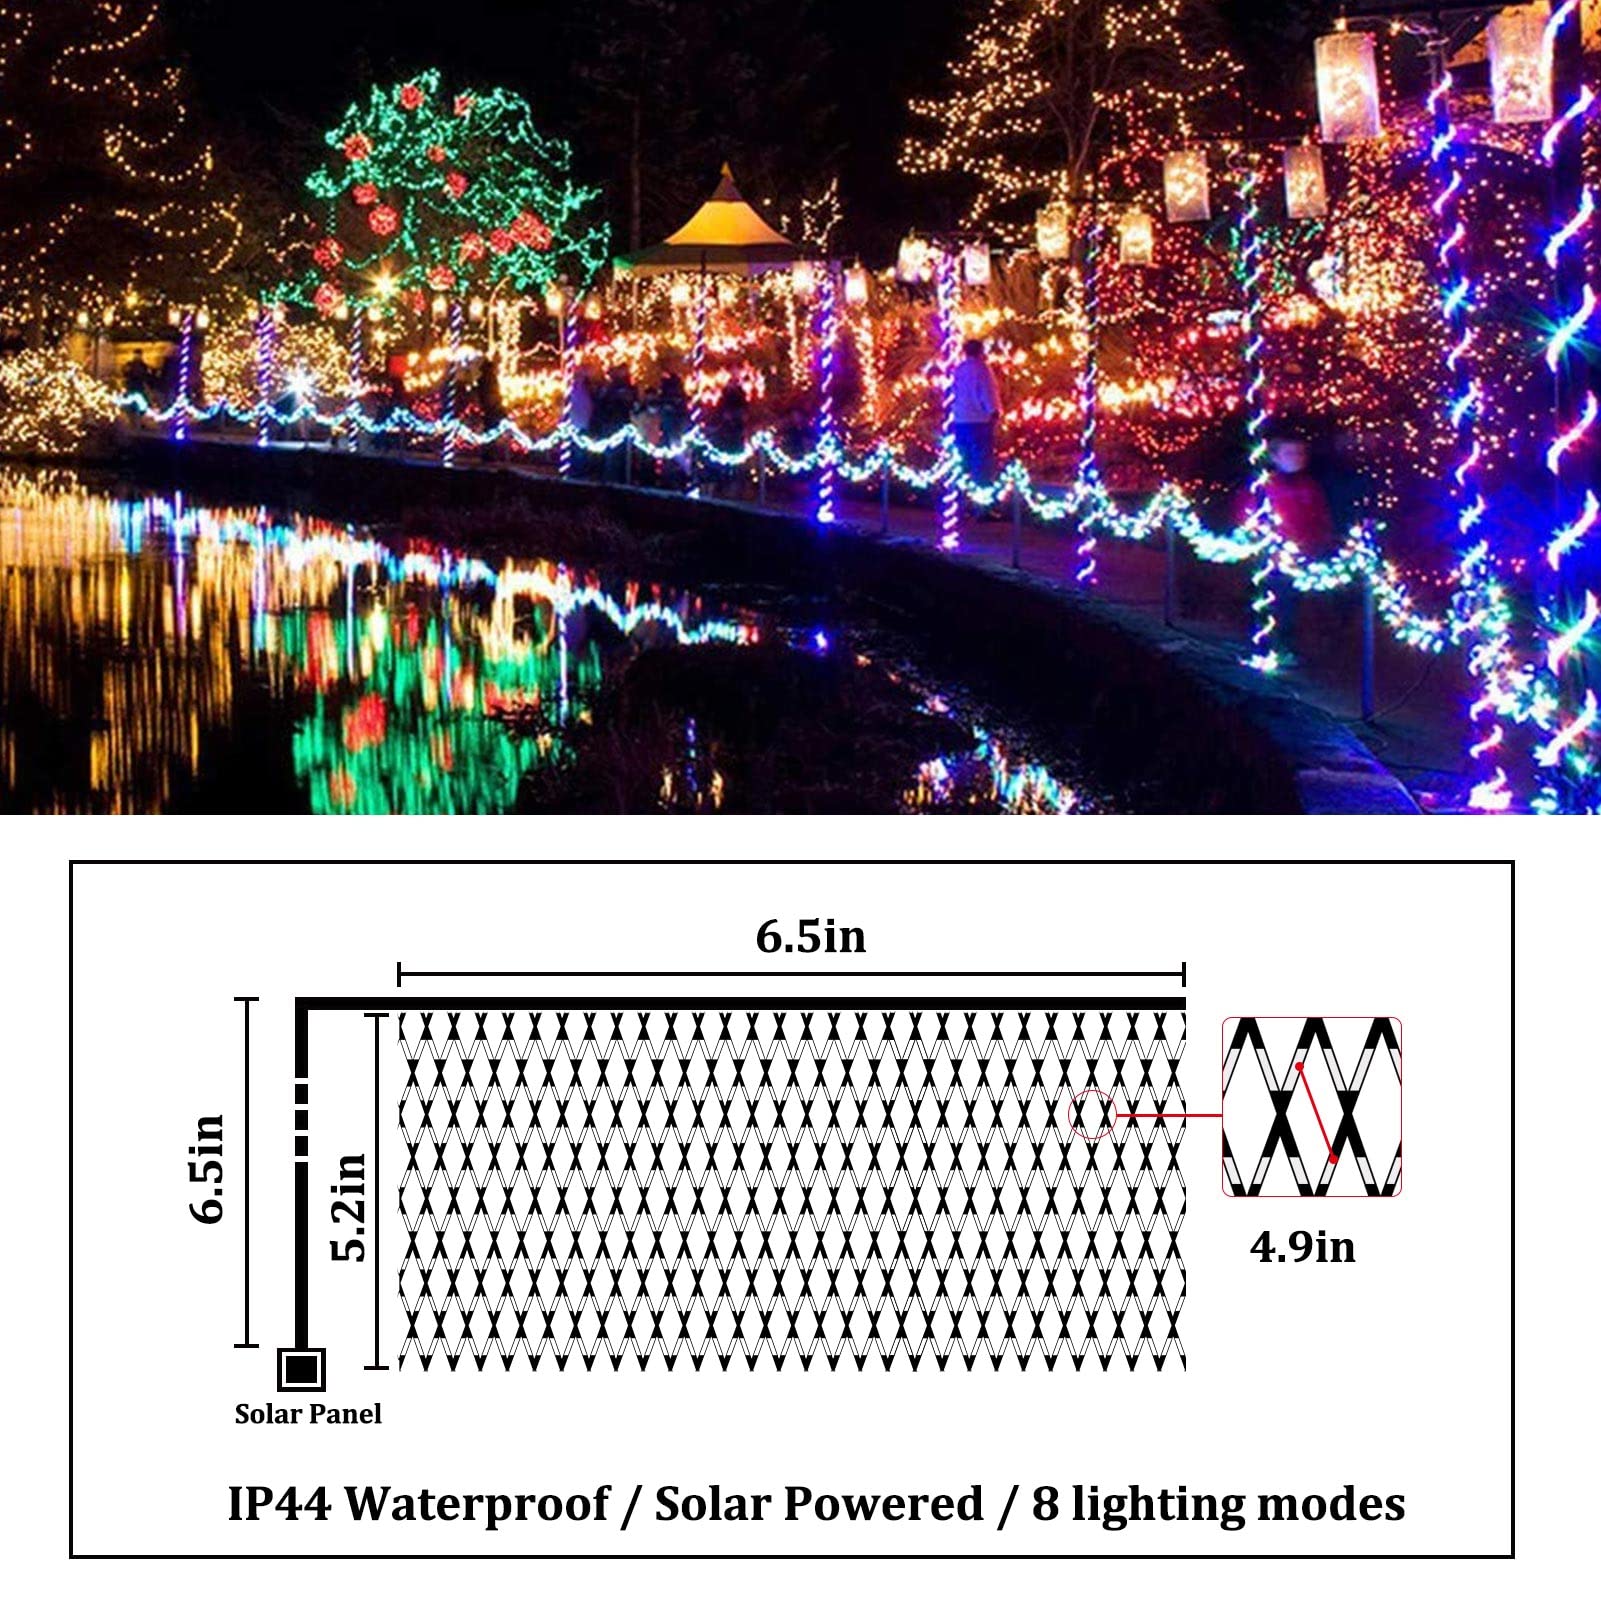 6.5in
6.5in
5.2in
4.9in
Solar Panel
IP44 Waterproof / Solar Powered / 8 lighting modes